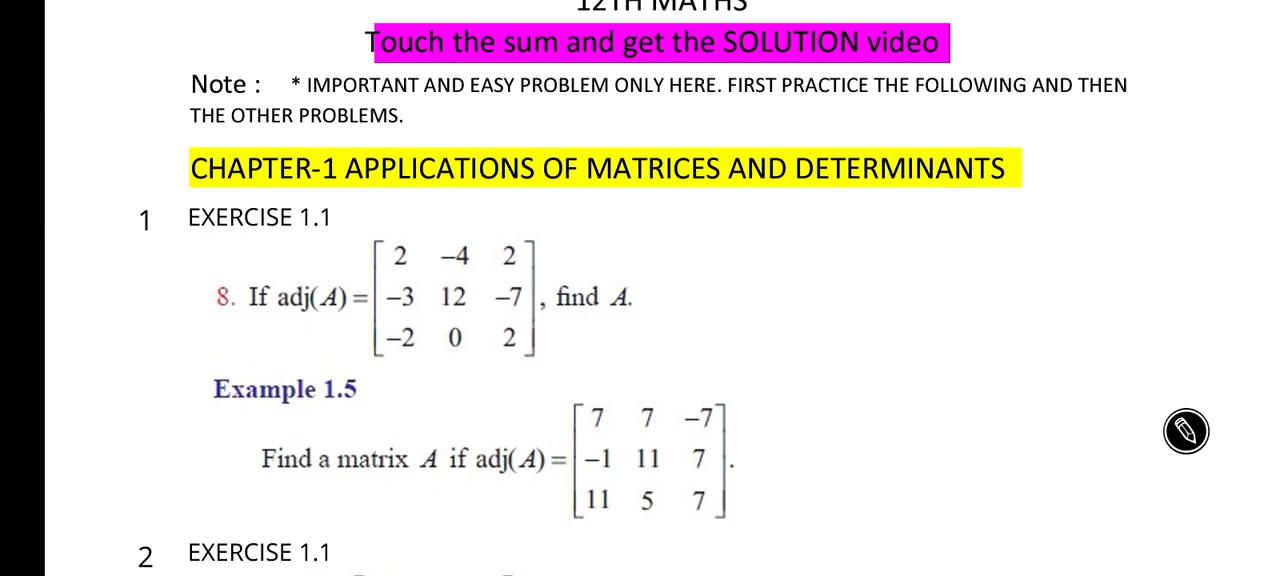 12TH MATHS
Touch the sum and get the SOLUTION video
Note : * IMPORTANT AND EASY PROBLEM ONLY HERE. FIRST PRACTICE THE FOLLOWING AND THEN
THE OTHER PROBLEMS.
CHAPTER-1 APPLICATIONS OF MATRICES AND DETERMINANTS
1 EXERCISE 1.1
2 −4 2
8. If adj(A) = −3 12 −7 , find A.
−2 0 2
Example 1.5
7 7 −7
Find a matrix A if adj(A) = −1 11 7 .
11 5 7
2 EXERCISE 1.1